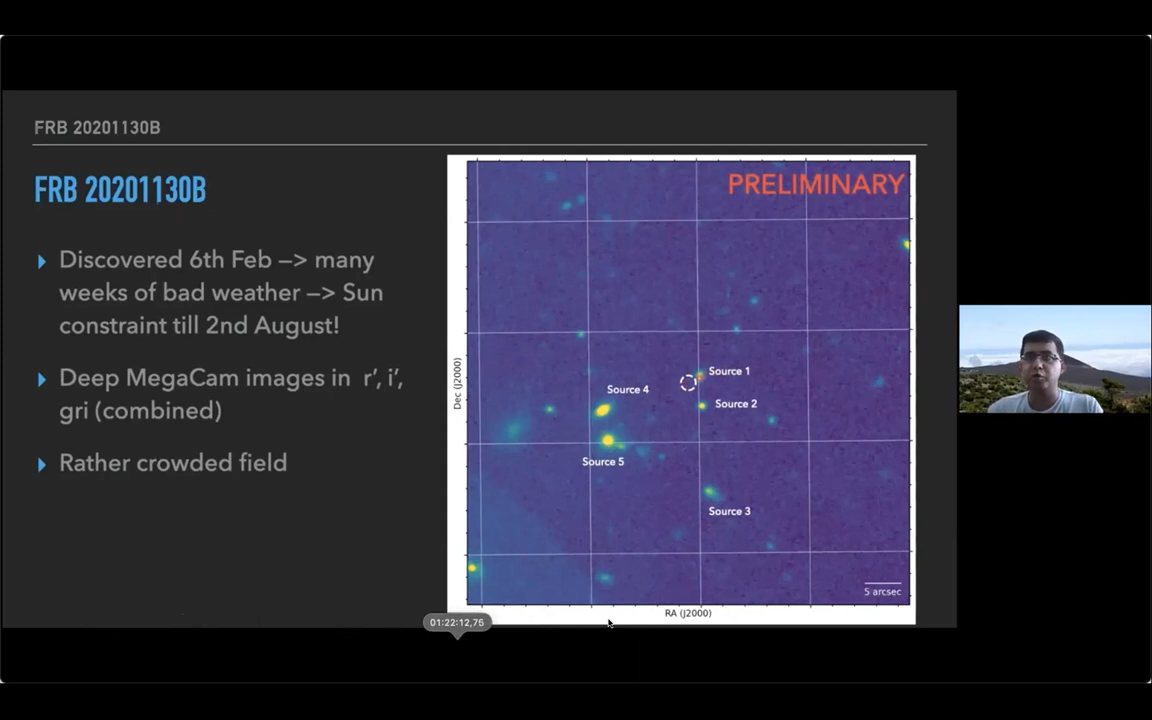 FRB 20201130B
FRB 20201130B
Discovered 6th Feb —> many
weeks of bad weather —> Sun
constraint till 2nd August!
Deep MegaCam images in r’, i’,
gri (combined)
Rather crowded field
PRELIMINARY
Source 1
Source 4
Source 2
Source 5
Source 3
5 arcsec
Dec (J2000)
RA (J2000)
01:22:12,75